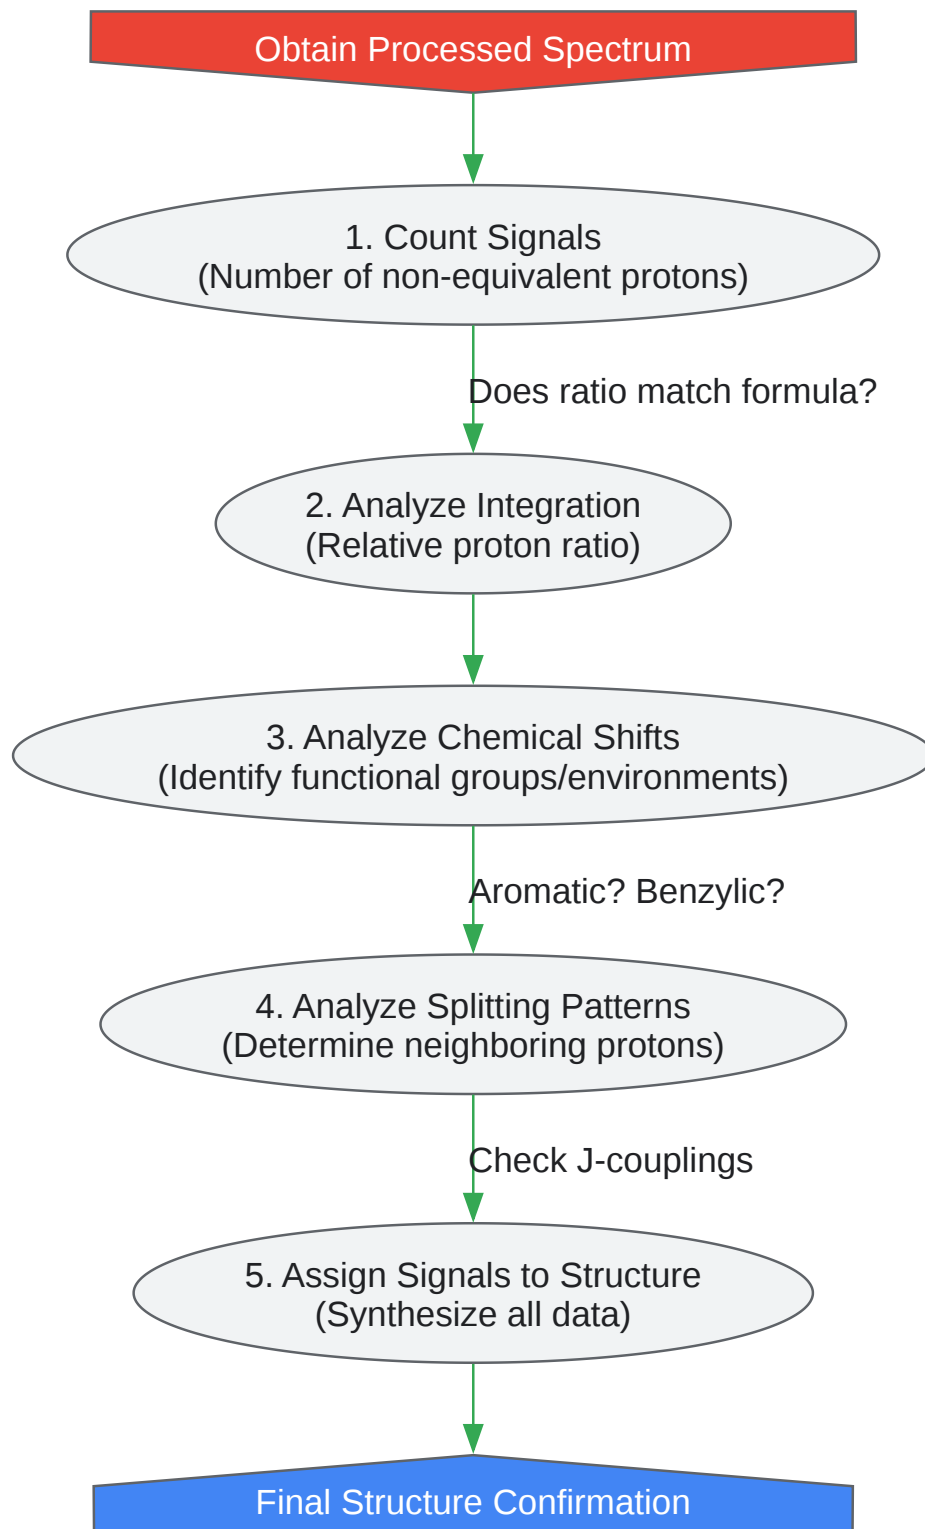 Obtain Processed Spectrum
1. Count Signals
(Number of non-equivalent protons)
Does ratio match formula?
2. Analyze Integration
(Relative proton ratio)
3. Analyze Chemical Shifts
(Identify functional groups/environments)
Aromatic? Benzylic?
4. Analyze Splitting Patterns
(Determine neighboring protons)
Check J-couplings
5. Assign Signals to Structure
(Synthesize all data)
Final Structure Confirmation